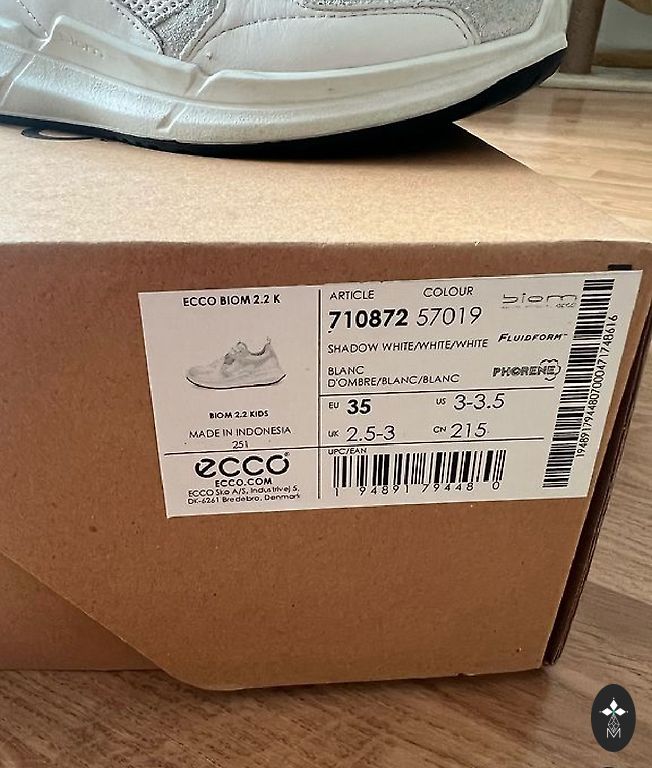 ECCO BIOM 2.2 K
BIOM 2.2 KIDS
MADE IN INDONESIA
251
ecco
ECCO.COM
ECCO Sko A/S, Industrivej 5,
DK-6261 Bredebro, Denmark
ARTICLE COLOUR
710872 57019
SHADOW WHITE/WHITE/WHITE
BLANC
D'OMBRE/BLANC/BLANC
biom
FLUIDFORM™
PHORENE
EU 35 US 3-3.5
UK 2.5-3 CN 215
UPC/EAN
1 94891 79448 0
M